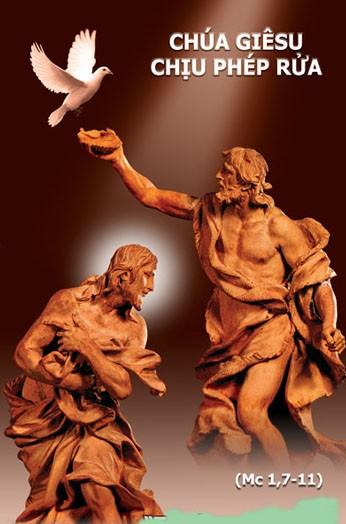 CHÚA GIÊSU
CHỊU PHÉP RỬA
(Mc 1,7-11)